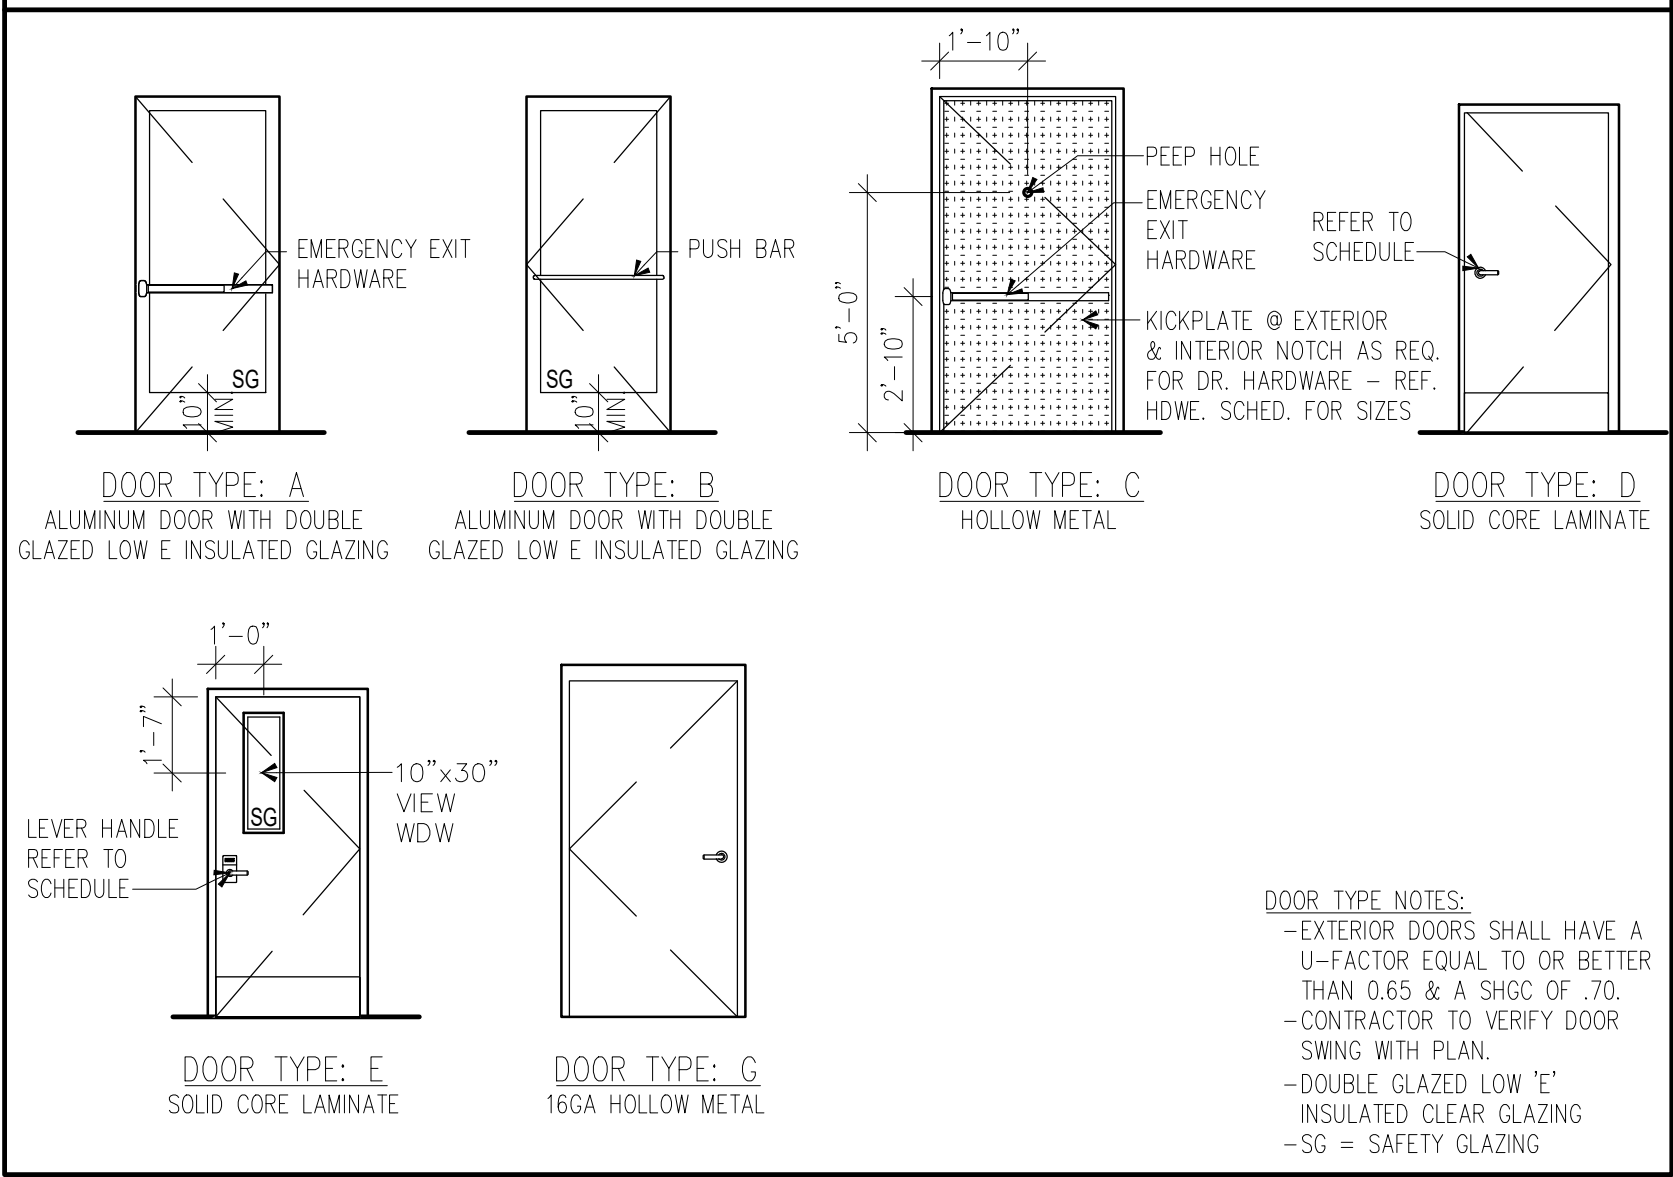 EMERGENCY EXIT
HARDWARE
SG
10"
MIN.
DOOR TYPE: A
ALUMINUM DOOR WITH DOUBLE
GLAZED LOW E INSULATED GLAZING
PUSH BAR
SG
10"
MIN.
DOOR TYPE: B
ALUMINUM DOOR WITH DOUBLE
GLAZED LOW E INSULATED GLAZING
1'-10"
PEEP HOLE
EMERGENCY
EXIT
HARDWARE
5'-0"
2'-10"
KICKPLATE @ EXTERIOR
& INTERIOR NOTCH AS REQ.
FOR DR. HARDWARE – REF.
HDWE. SCHED. FOR SIZES
DOOR TYPE: C
HOLLOW METAL
REFER TO
SCHEDULE
DOOR TYPE: D
SOLID CORE LAMINATE
1'-0"
1'-7"
10"x30"
VIEW
WDW
SG
LEVER HANDLE
REFER TO
SCHEDULE
DOOR TYPE: E
SOLID CORE LAMINATE
DOOR TYPE: G
16GA HOLLOW METAL
DOOR TYPE NOTES:
-EXTERIOR DOORS SHALL HAVE A
U-FACTOR EQUAL TO OR BETTER
THAN 0.65 & A SHGC OF .70.
-CONTRACTOR TO VERIFY DOOR
SWING WITH PLAN.
-DOUBLE GLAZED LOW 'E'
INSULATED CLEAR GLAZING
-SG = SAFETY GLAZING